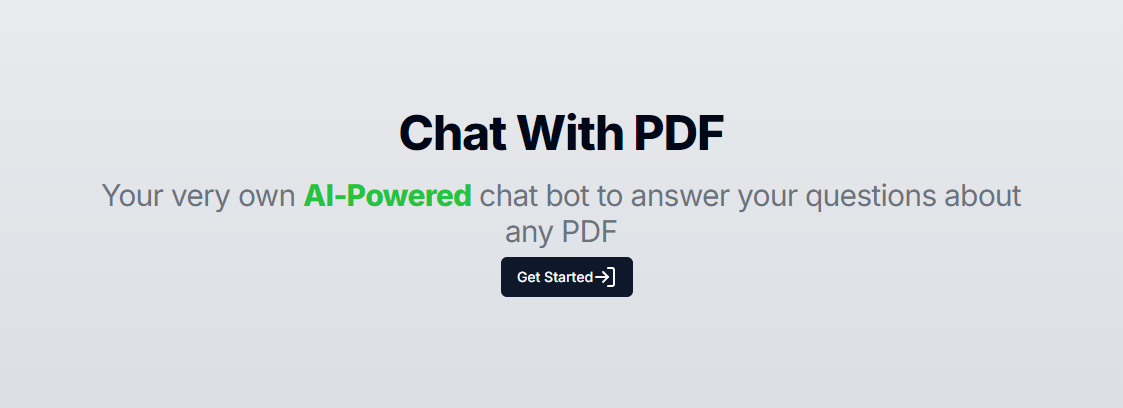 Chat With PDF
Your very own AI-Powered chat bot to answer your questions about
any PDF
Get Started